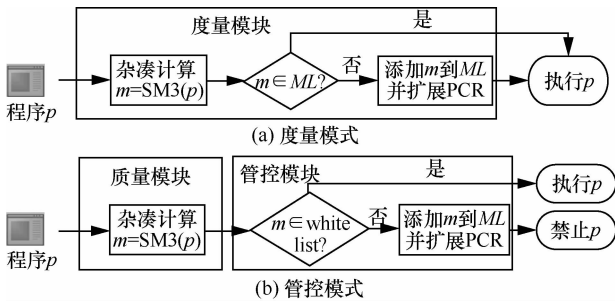 度量模块
是
程序p
杂凑计算
m=SM3(p)
m∈ML?
否
添加m到ML
并扩展PCR
执行p
(a) 度量模式
质量模块
管控模块
是
程序p
杂凑计算
m=SM3(p)
m∈white
list?
否
添加m到ML
并扩展PCR
执行p
禁止p
(b) 管控模式